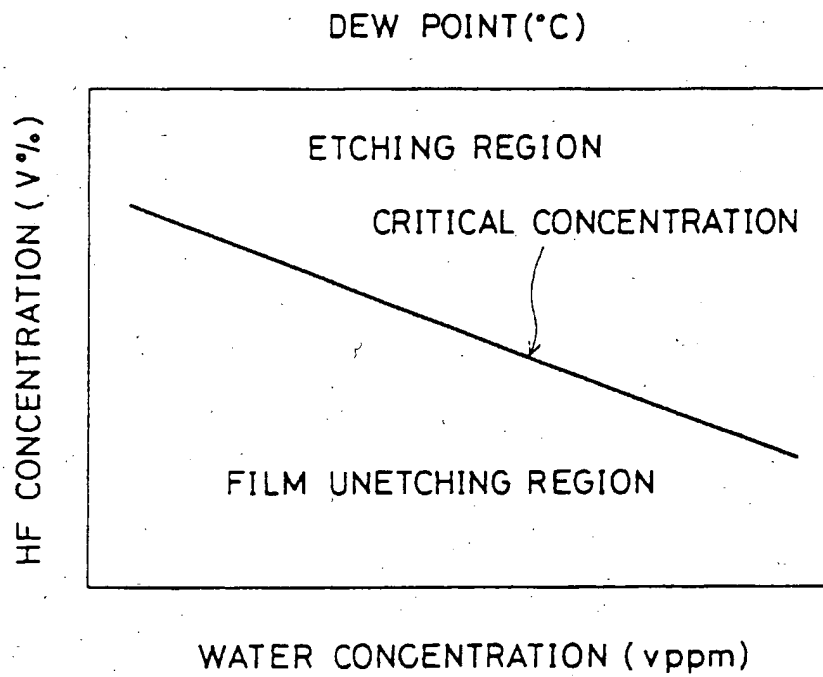 DEW POINT(°C)
ETCHING REGION
CRITICAL CONCENTRATION
HF CONCENTRATION (V%)
FILM UNETCHING REGION
WATER CONCENTRATION (vppm)